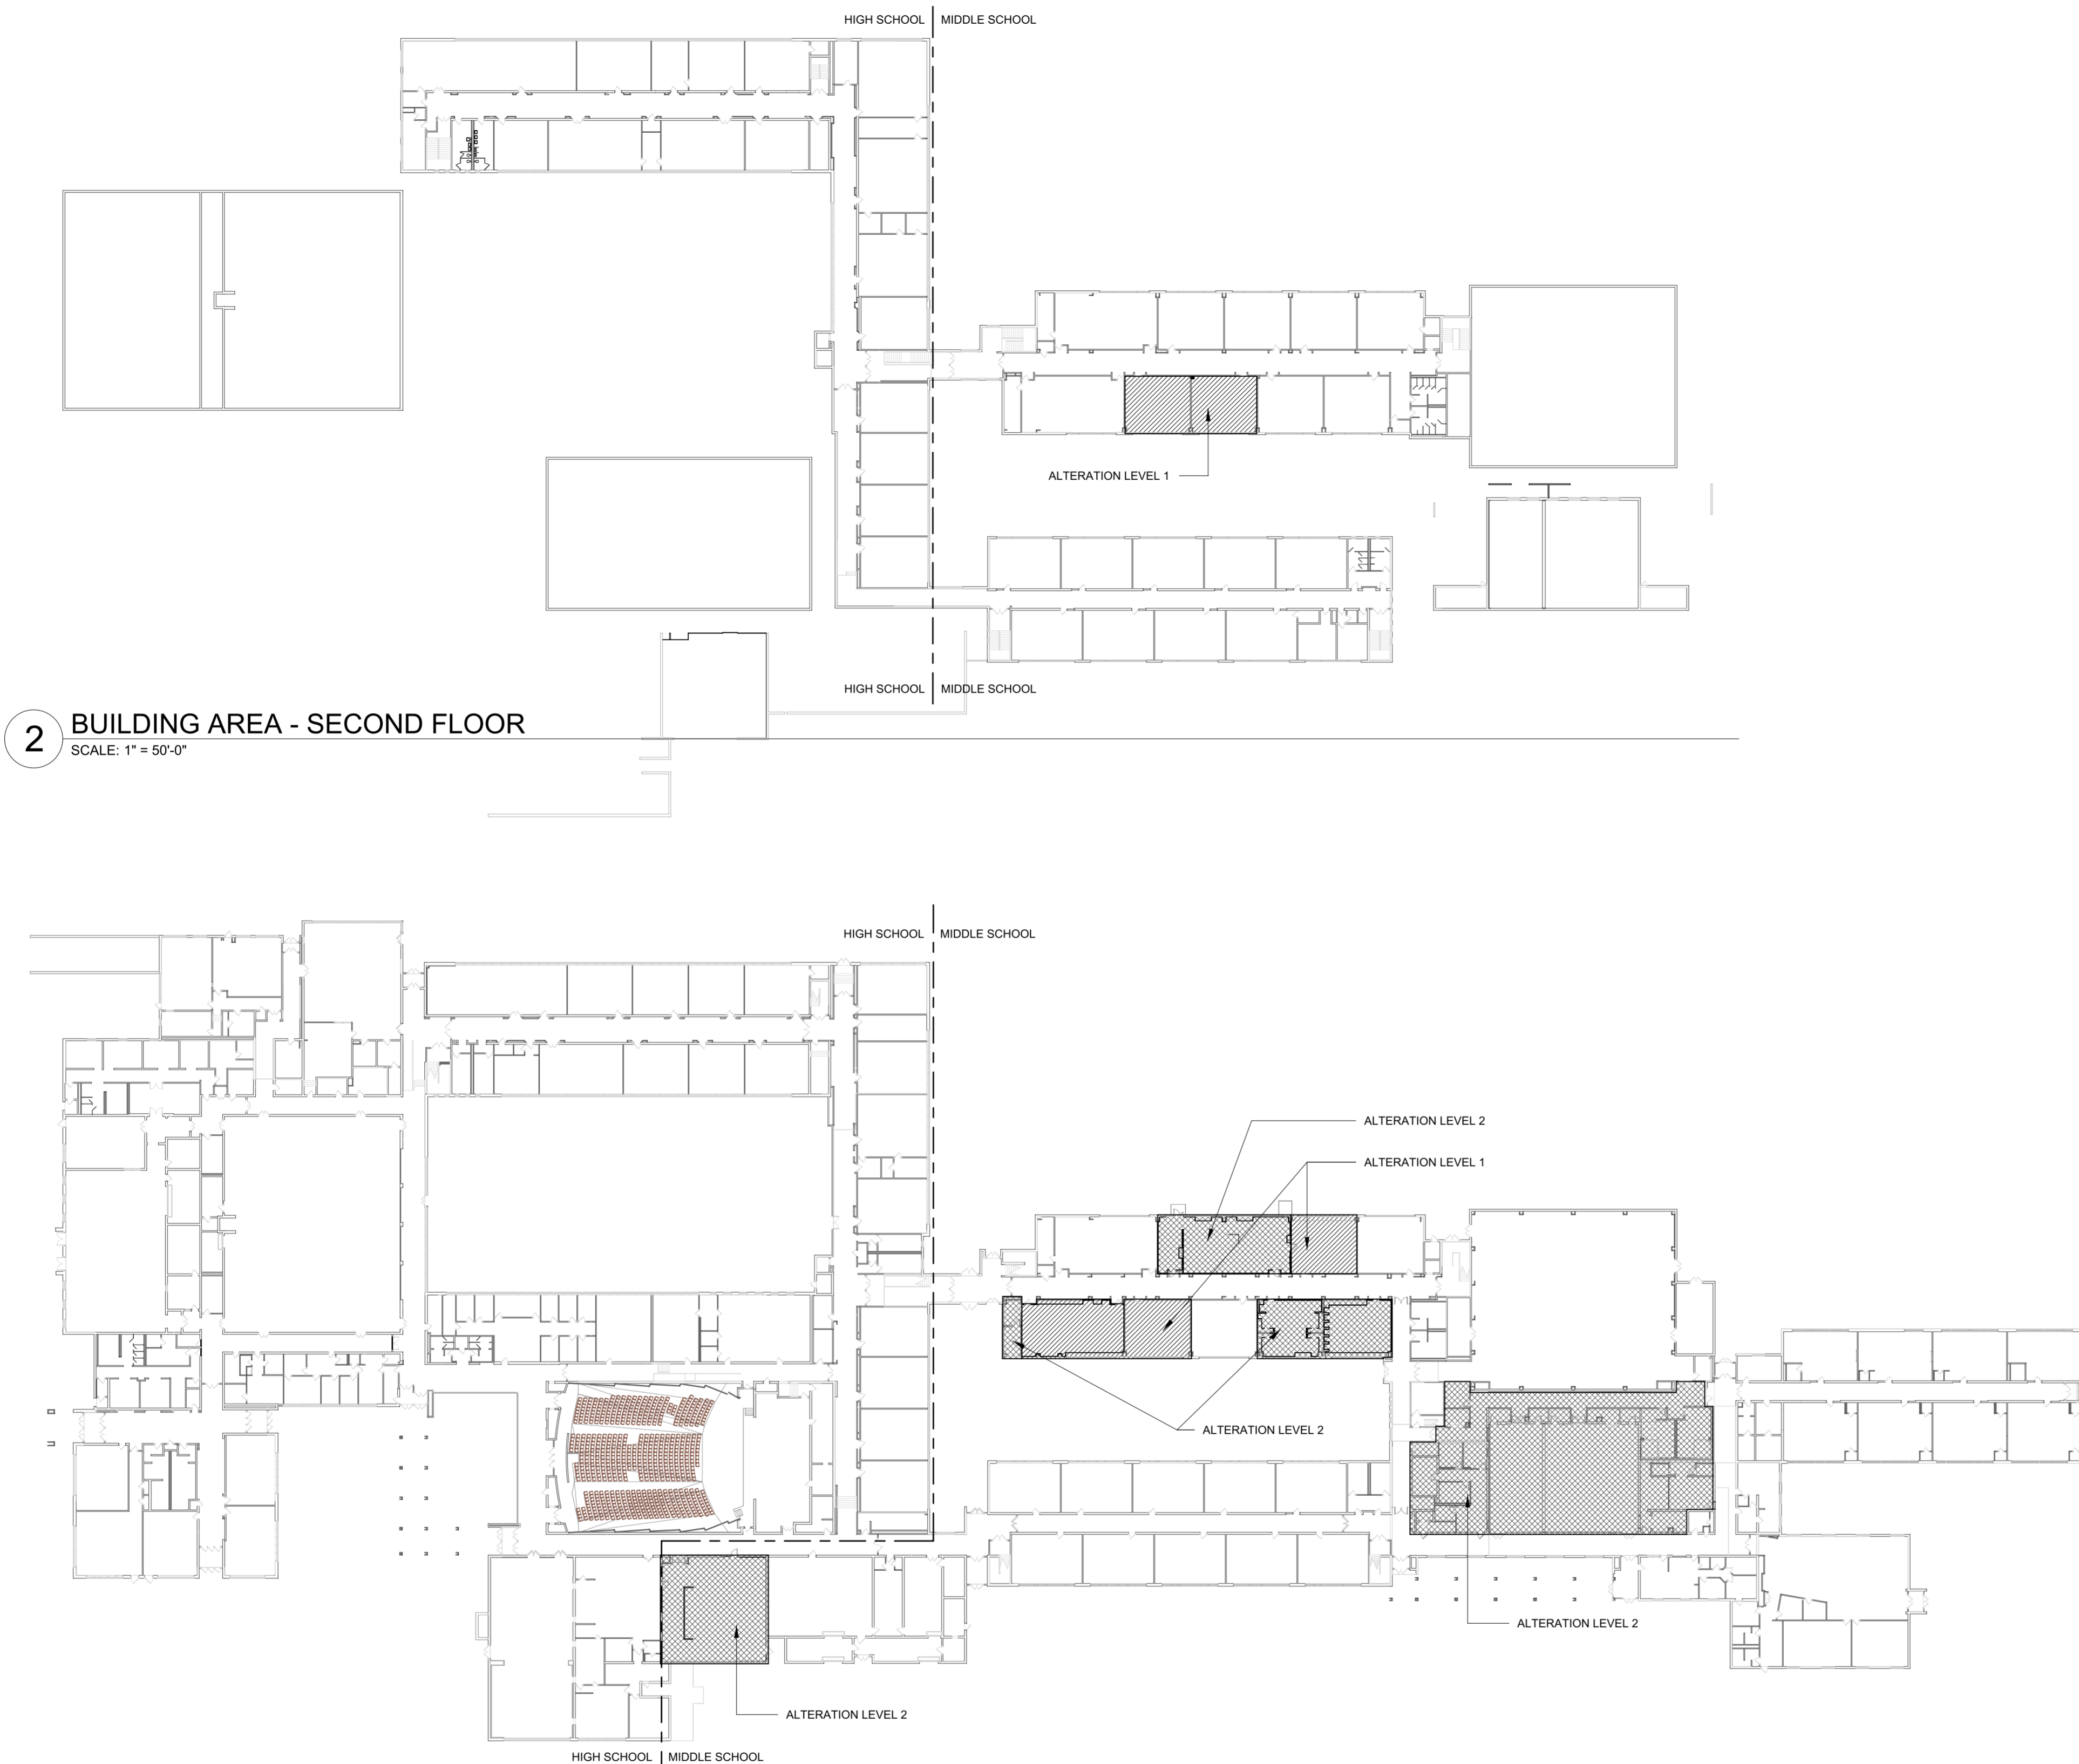 HIGH SCHOOL
MIDDLE SCHOOL
ALTERATION LEVEL 1
HIGH SCHOOL
MIDDLE SCHOOL
2
BUILDING AREA - SECOND FLOOR
SCALE: 1" = 50'-0"
HIGH SCHOOL
MIDDLE SCHOOL
ALTERATION LEVEL 2
ALTERATION LEVEL 1
ALTERATION LEVEL 2
ALTERATION LEVEL 2
ALTERATION LEVEL 2
HIGH SCHOOL
MIDDLE SCHOOL